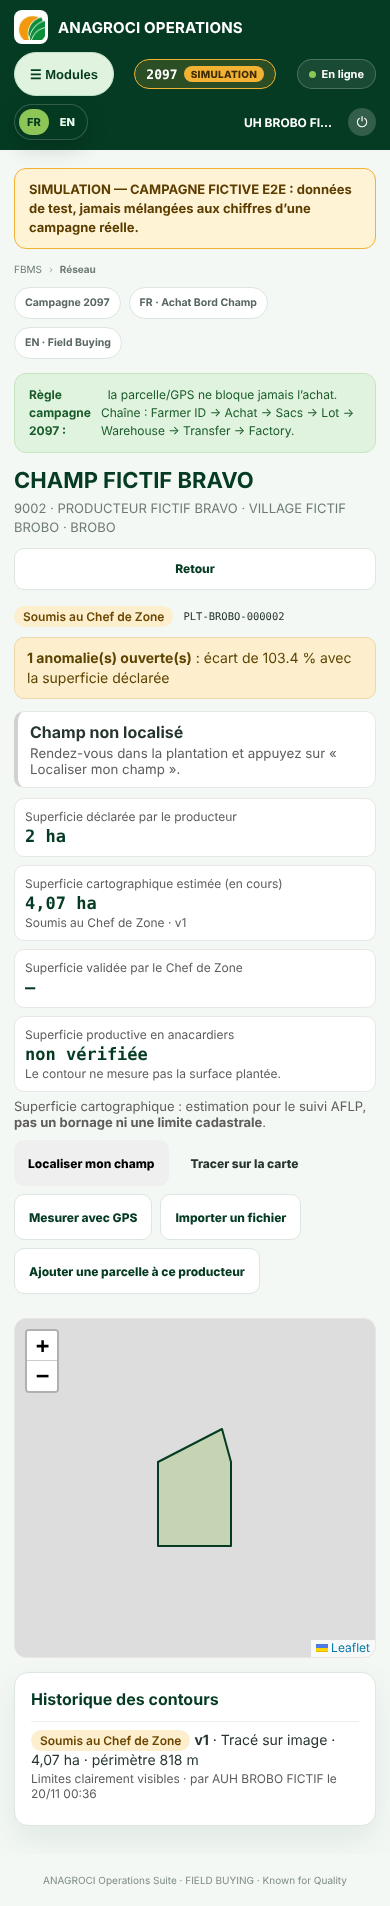 ANAGROCI OPERATIONS
☰ Modules
2097 SIMULATION
En ligne
FR EN
UH BROBO FI...
SIMULATION — CAMPAGNE FICTIVE E2E : données
de test, jamais mélangées aux chiffres d’une
campagne réelle.
FBMS › Réseau
Campagne 2097
FR · Achat Bord Champ
EN · Field Buying
Règle campagne 2097 :
la parcelle/GPS ne bloque jamais l’achat.
Chaîne : Farmer ID → Achat → Sacs → Lot →
Warehouse → Transfer → Factory.
CHAMP FICTIF BRAVO
9002 · PRODUCTEUR FICTIF BRAVO · VILLAGE FICTIF
BROBO · BROBO
Retour
Soumis au Chef de Zone PLT-BROBO-000002
1 anomalie(s) ouverte(s) : écart de 103.4 % avec
la superficie déclarée
Champ non localisé
Rendez-vous dans la plantation et appuyez sur «
Localiser mon champ ».
Superficie déclarée par le producteur
2 ha
Superficie cartographique estimée (en cours)
4,07 ha
Soumis au Chef de Zone · v1
Superficie validée par le Chef de Zone
—
Superficie productive en anacardiers
non vérifiée
Le contour ne mesure pas la surface plantée.
Superficie cartographique : estimation pour le suivi AFLP,
pas un bornage ni une limite cadastrale.
Localiser mon champ
Tracer sur la carte
Mesurer avec GPS
Importer un fichier
Ajouter une parcelle à ce producteur
+
−
Leaflet
Historique des contours
Soumis au Chef de Zone v1 · Tracé sur image ·
4,07 ha · périmètre 818 m
Limites clairement visibles · par AUH BROBO FICTIF le
20/11 00:36
ANAGROCI Operations Suite · FIELD BUYING · Known for Quality